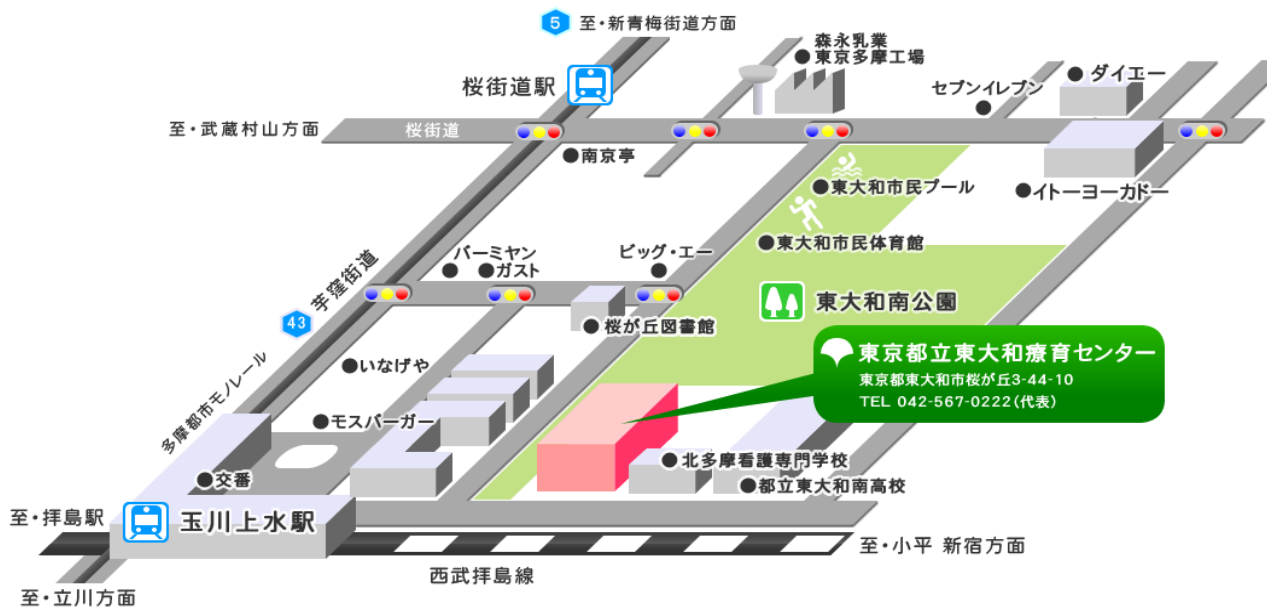 5
至・新青梅街道方面
森永乳業
東京多摩工場
桜街道駅
セブンイレブン
ダイエー
至・武蔵村山方面
桜街道
南京亭
東大和市民プール
イトーヨーカドー
東大和市民体育館
バーミヤン
ガスト
ビッグ・エー
芋窪街道
43
東大和南公園
桜が丘図書館
東京都立東大和療育センター
東京都東大和市桜が丘3-44-10
TEL 042-567-0222(代表)
いなげや
多摩都市モノレール
モスバーガー
北多摩看護専門学校
交番
都立東大和南高校
至・拝島駅
玉川上水駅
至・小平 新宿方面
西武拝島線
至・立川方面